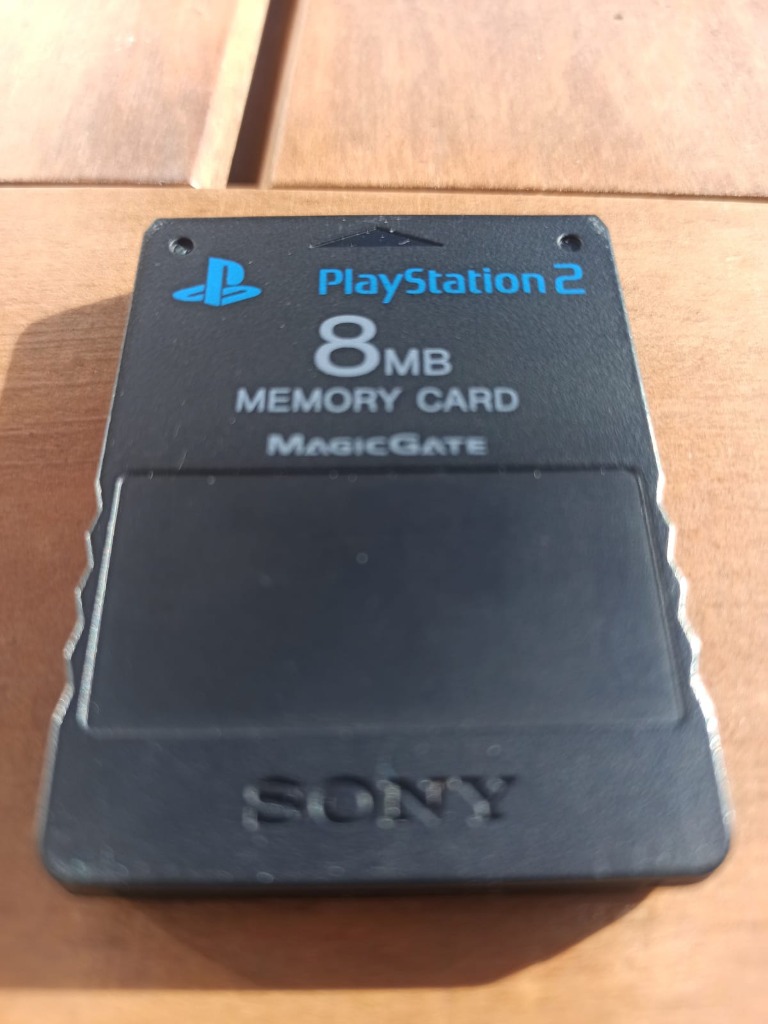 PlayStation 2
8MB
MEMORY CARD
MAGICGATE
SONY